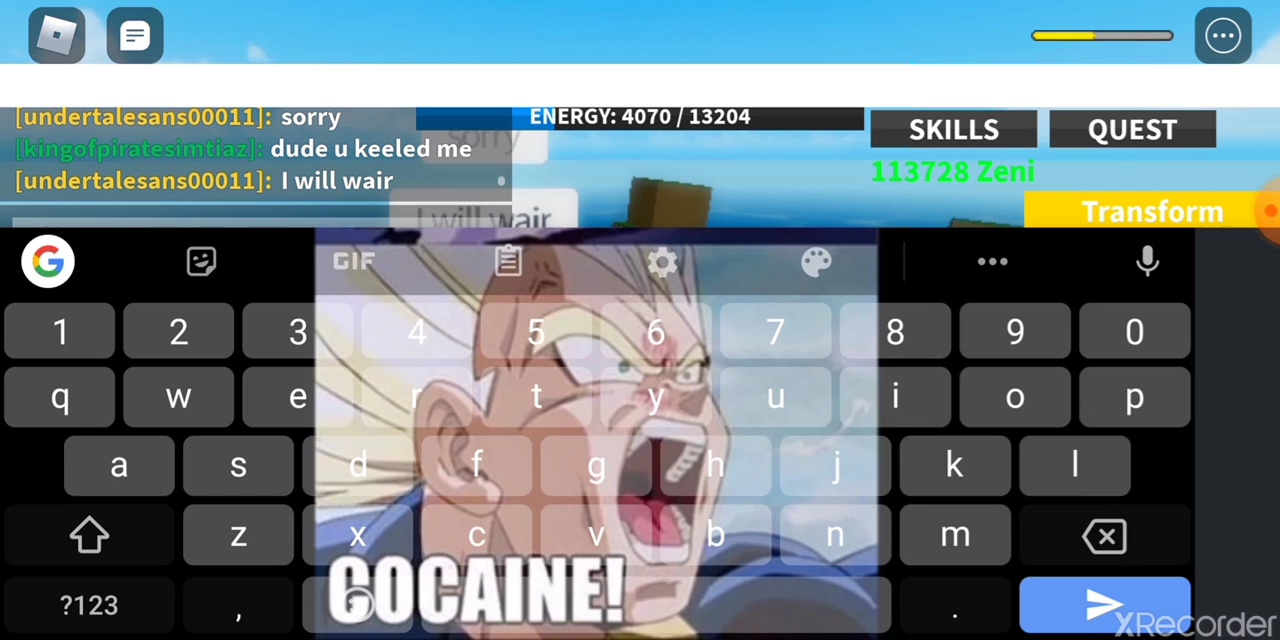 [undertalesans00011]: sorry
ENERGY: 4070 / 13204
SKILLS
QUEST
[kingofpiratesimtiaz]: dude u keeled me
sorry
[undertalesans00011]: I will wair
113728 Zeni
I will wair
Transform
G
GIF
1 2 3 4 5 6 7 8 9 0
q w e r t y u i o p
a s d f g h j k l
z x c v b n m
COCAINE!
?123 , .
XRecorder